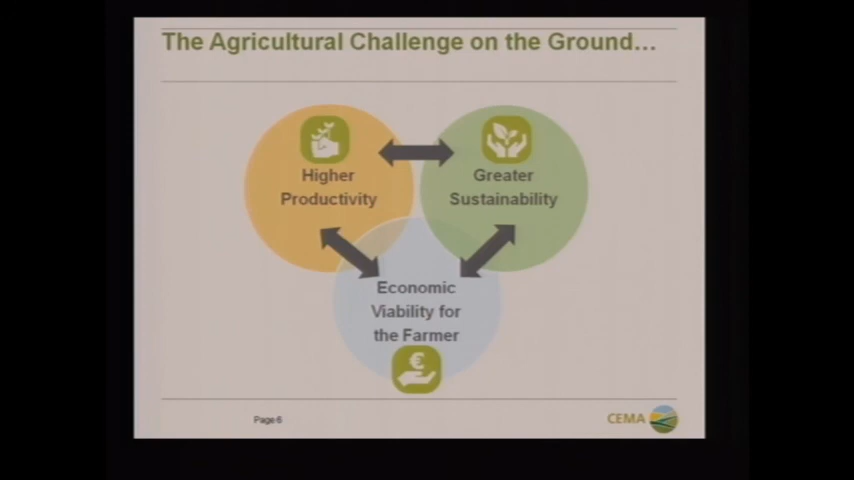 The Agricultural Challenge on the Ground...
Higher
Productivity
Greater
Sustainability
Economic
Viability for
the Farmer
€
Page 6
CEMA